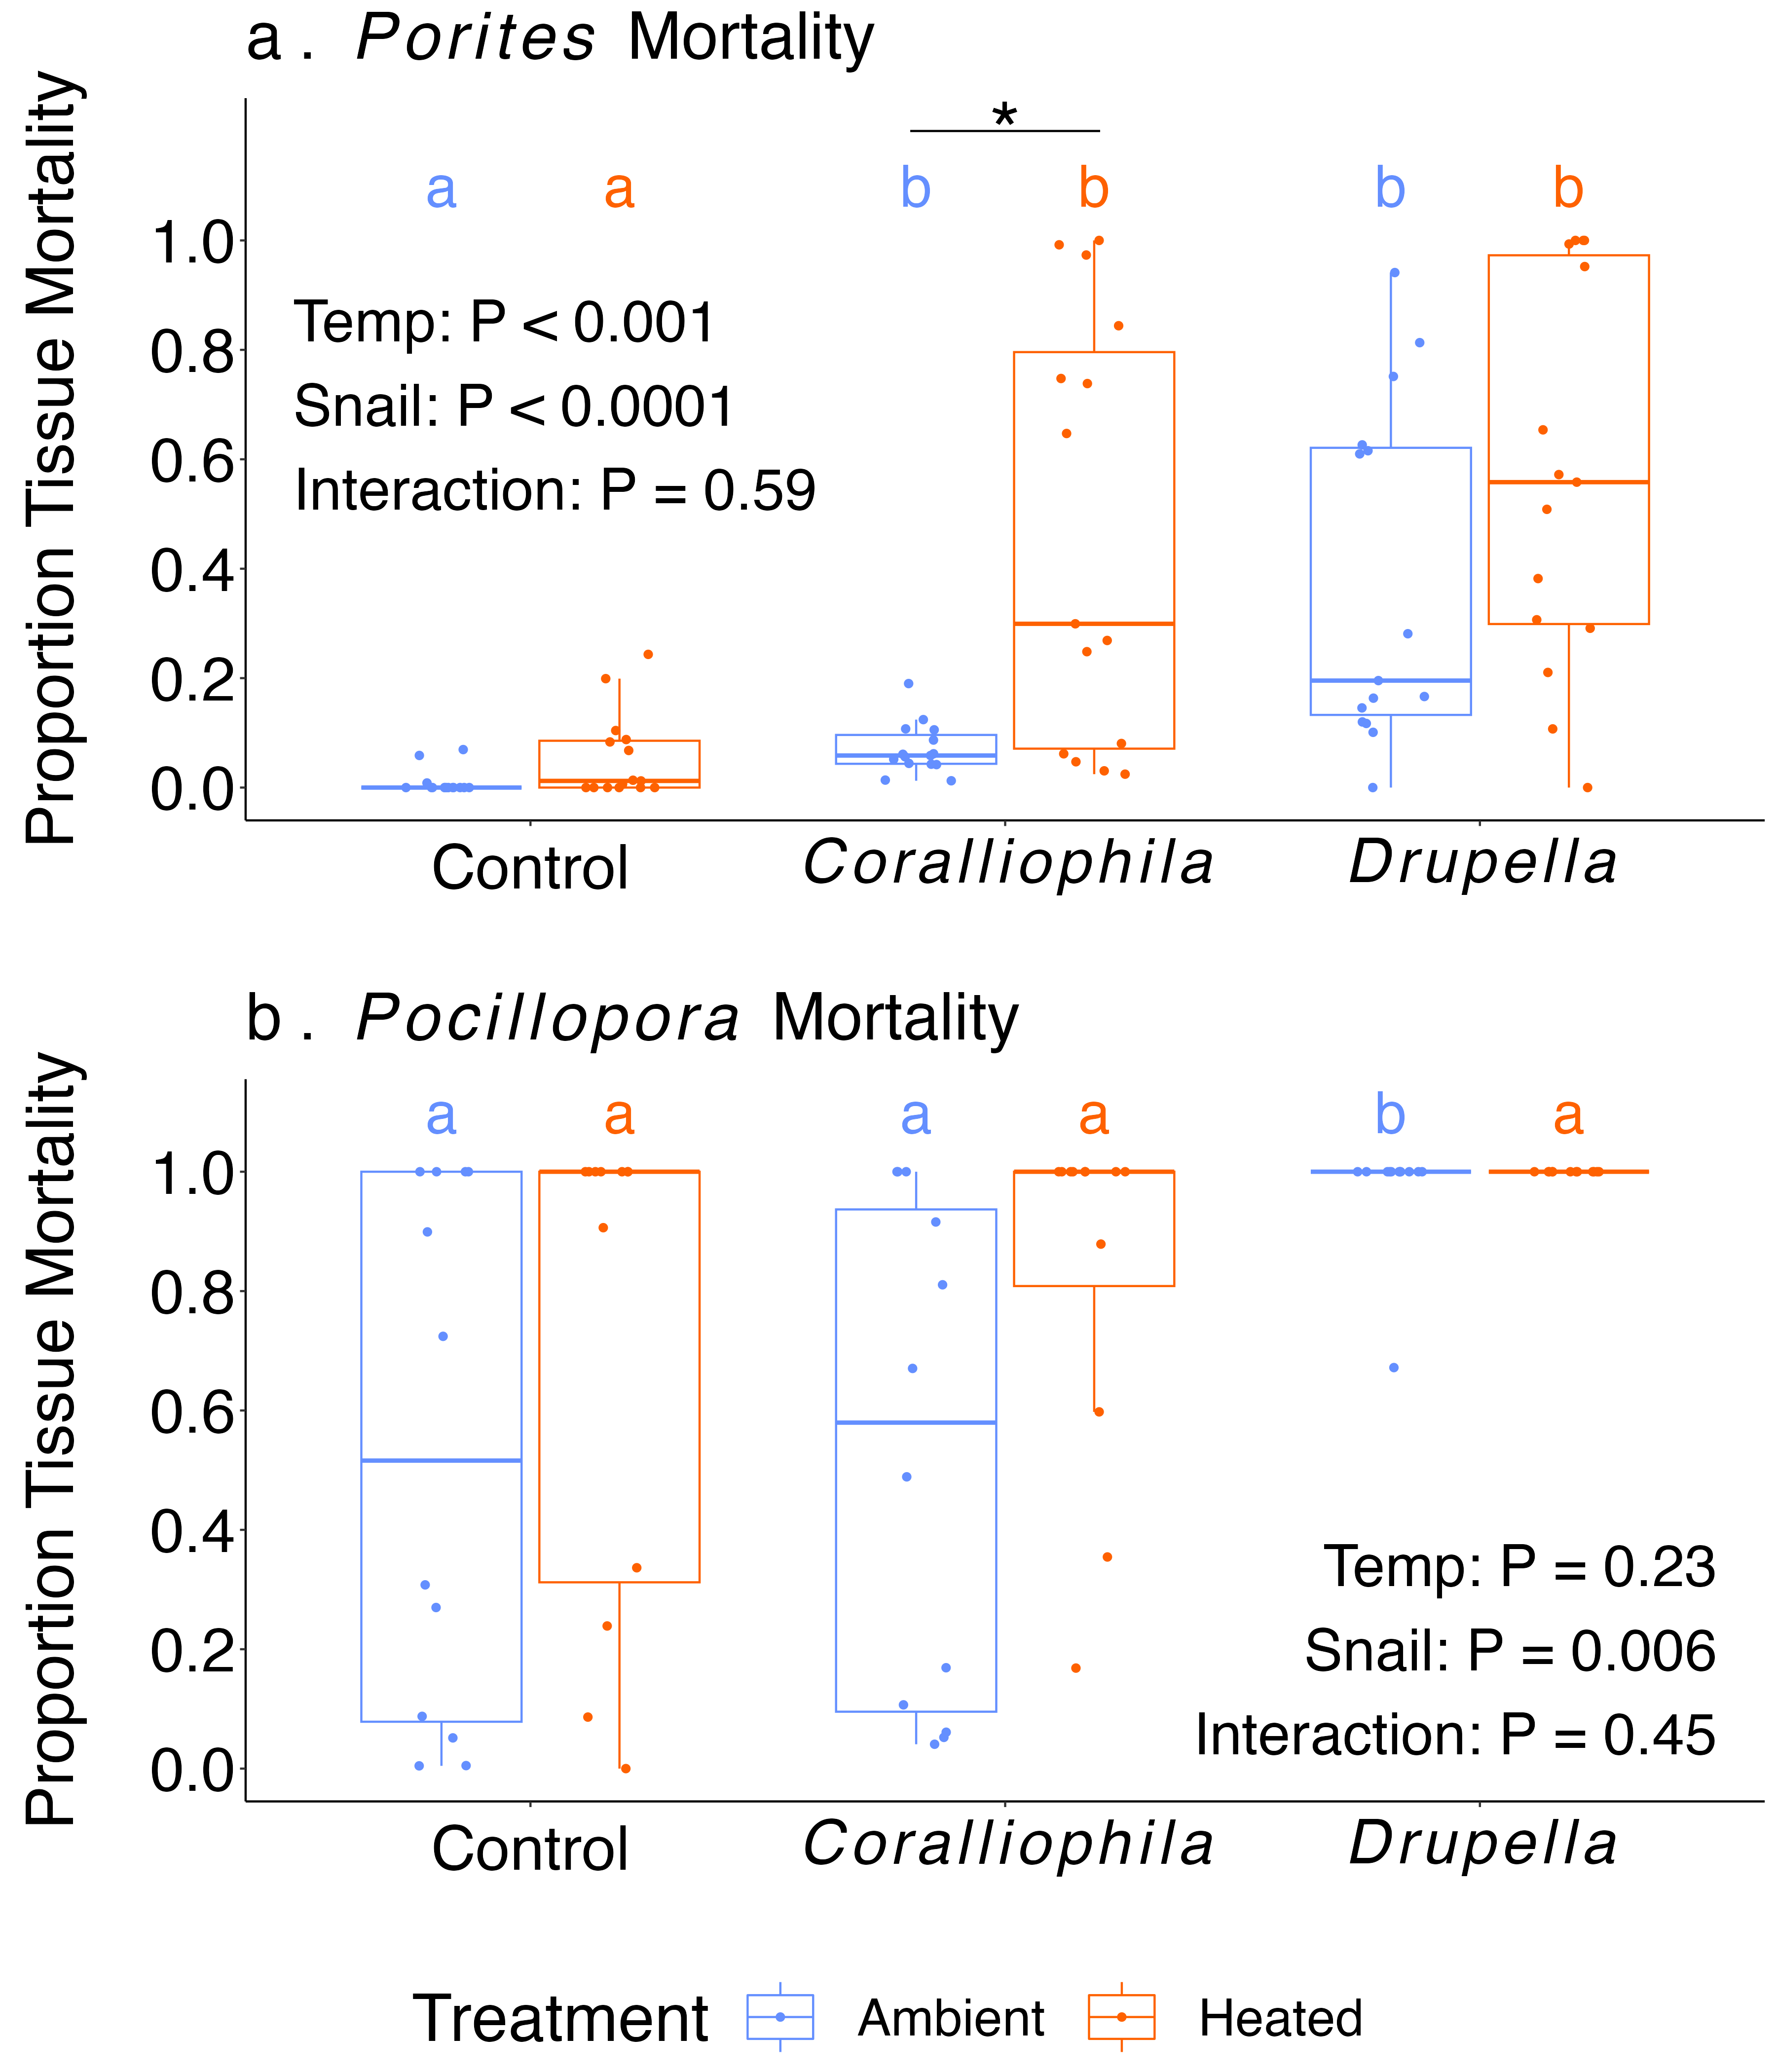 a. Porites Mortality
Proportion Tissue Mortality
*
a a b b b b
1.0
0.8
0.6
0.4
0.2
0.0
Temp: P < 0.001
Snail: P < 0.0001
Interaction: P = 0.59
Control Coralliophila Drupella
b. Pocillopora Mortality
Proportion Tissue Mortality
a a a a b a
1.0
0.8
0.6
0.4
0.2
0.0
Temp: P = 0.23
Snail: P = 0.006
Interaction: P = 0.45
Control Coralliophila Drupella
Treatment Ambient Heated